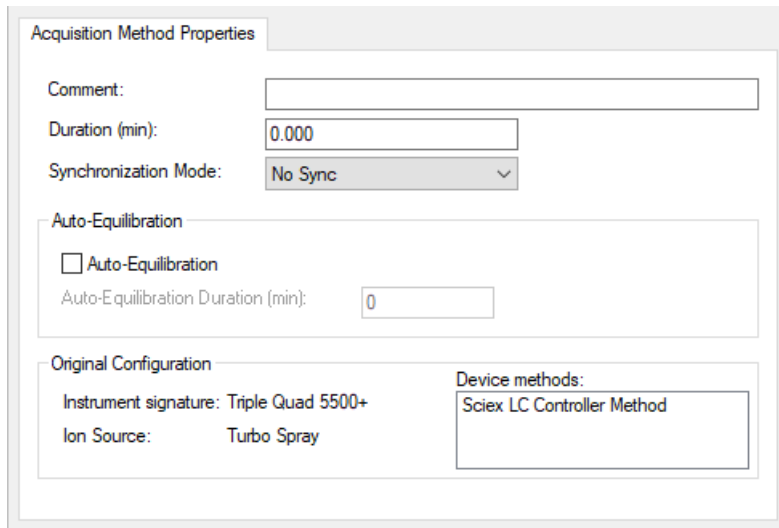 Acquisition Method Properties
Comment:
Duration (min): 0.000
Synchronization Mode: No Sync
Auto-Equilibration
Auto-Equilibration
Auto-Equilibration Duration (min): 0
Original Configuration
Device methods:
Instrument signature: Triple Quad 5500+
Sciex LC Controller Method
Ion Source: Turbo Spray